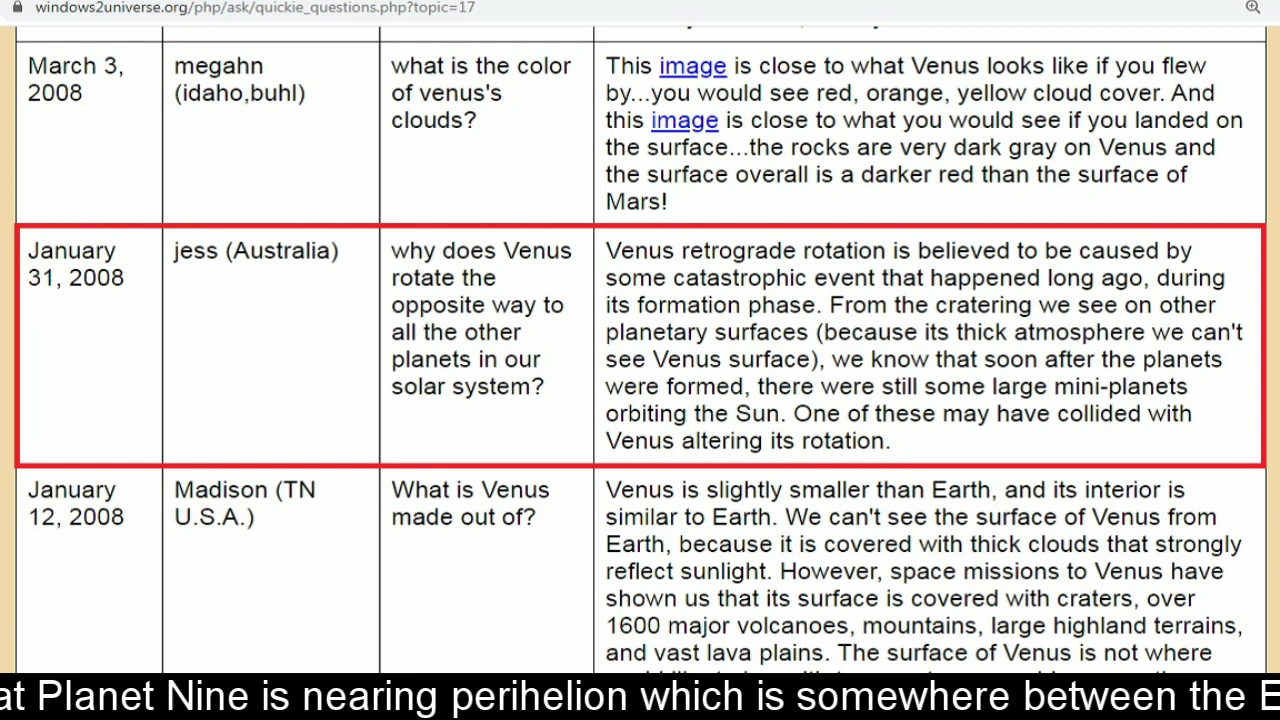 windows2universe.org/php/ask/quickie_questions.php?topic=17
March 3,
2008
megahn
(idaho,buhl)
what is the color
of venus's
clouds?
This image is close to what Venus looks like if you flew
by...you would see red, orange, yellow cloud cover. And
this image is close to what you would see if you landed on
the surface...the rocks are very dark gray on Venus and
the surface overall is a darker red than the surface of
Mars!
January
31, 2008
jess (Australia)
why does Venus
rotate the
opposite way to
all the other
planets in our
solar system?
Venus retrograde rotation is believed to be caused by
some catastrophic event that happened long ago, during
its formation phase. From the cratering we see on other
planetary surfaces (because its thick atmosphere we can't
see Venus surface), we know that soon after the planets
were formed, there were still some large mini-planets
orbiting the Sun. One of these may have collided with
Venus altering its rotation.
January
12, 2008
Madison (TN
U.S.A.)
What is Venus
made out of?
Venus is slightly smaller than Earth, and its interior is
similar to Earth. We can't see the surface of Venus from
Earth, because it is covered with thick clouds that strongly
reflect sunlight. However, space missions to Venus have
shown us that its surface is covered with craters, over
1600 major volcanoes, mountains, large highland terrains,
and vast lava plains. The surface of Venus is not where
at Planet Nine is nearing perihelion which is somewhere between the E